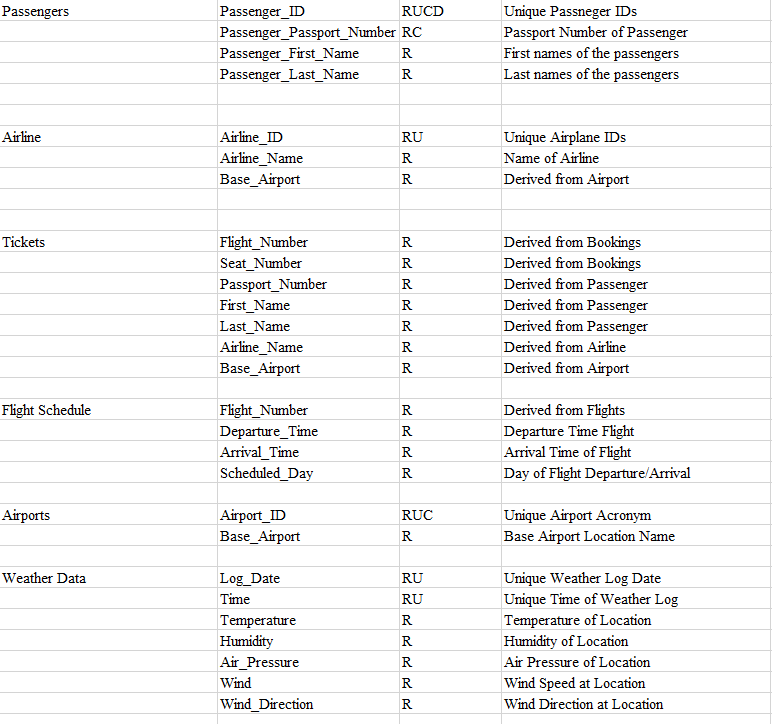 Passengers Passenger_ID RUCD Unique Passneger IDs
Passenger_Passport_Number RC Passport Number of Passenger
Passenger_First_Name R First names of the passengers
Passenger_Last_Name R Last names of the passengers
Airline Airline_ID RU Unique Airplane IDs
Airline_Name R Name of Airline
Base_Airport R Derived from Airport
Tickets Flight_Number R Derived from Bookings
Seat_Number R Derived from Bookings
Passport_Number R Derived from Passenger
First_Name R Derived from Passenger
Last_Name R Derived from Passenger
Airline_Name R Derived from Airline
Base_Airport R Derived from Airport
Flight Schedule Flight_Number R Derived from Flights
Departure_Time R Departure Time Flight
Arrival_Time R Arrival Time of Flight
Scheduled_Day R Day of Flight Departure/Arrival
Airports Airport_ID RUC Unique Airport Acronym
Base_Airport R Base Airport Location Name
Weather Data Log_Date RU Unique Weather Log Date
Time RU Unique Time of Weather Log
Temperature R Temperature of Location
Humidity R Humidity of Location
Air_Pressure R Air Pressure of Location
Wind R Wind Speed at Location
Wind_Direction R Wind Direction at Location